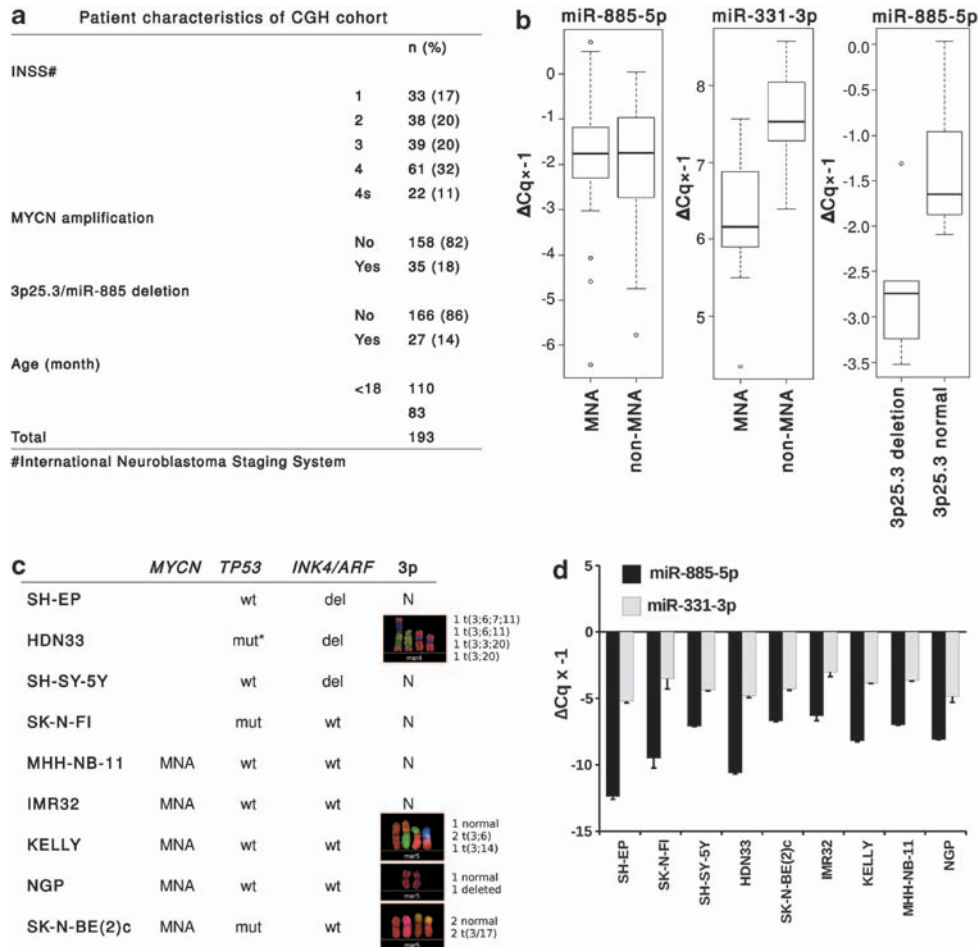 a
Patient characteristics of CGH cohort
n (%)
INSS#
1 33 (17)
2 38 (20)
3 39 (20)
4 61 (32)
4s 22 (11)
MYCN amplification
No 158 (82)
Yes 35 (18)
3p25.3/miR-885 deletion
No 166 (86)
Yes 27 (14)
Age (month)
<18 110
83
Total 193
#International Neuroblastoma Staging System
b
miR-885-5p
ΔCq×-1
0
-1
-2
-3
-4
-5
-6
MNA
non-MNA
miR-331-3p
ΔCq×-1
8
7
6
5
MNA
non-MNA
miR-885-5p
ΔCq×-1
0.0
-0.5
-1.0
-1.5
-2.0
-2.5
-3.0
-3.5
3p25.3 deletion
3p25.3 normal
c
MYCN TP53 INK4/ARF 3p
SH-EP wt del N
HDN33 mut* del
1 t(3;6;7;11)
1 t(3;6;11)
1 t(3;3;20)
1 t(3;20)
SH-SY-5Y wt del N
SK-N-FI mut wt N
MHH-NB-11 MNA wt wt N
IMR32 MNA wt wt N
KELLY MNA wt wt
1 normal
2 t(3;6)
1 t(3;14)
mar5
NGP MNA wt wt
1 normal
1 deleted
mar5
SK-N-BE(2)c MNA mut wt
2 normal
2 t(3/17)
mar5
d
miR-885-5p
miR-331-3p
ΔCq × -1
0
-5
-10
-15
SH-EP
SK-N-FI
SH-SY-5Y
HDN33
SK-N-BE(2)c
IMR32
KELLY
MHH-NB-11
NGP